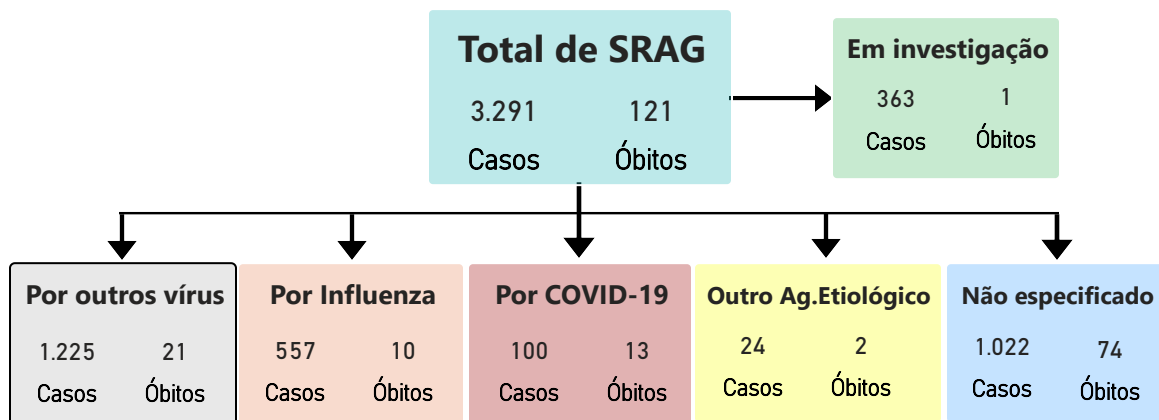 Total de SRAG
3.291 121
Casos Óbitos
Em investigação
363 1
Casos Óbitos
Por outros vírus
1.225 21
Casos Óbitos
Por Influenza
557 10
Casos Óbitos
Por COVID-19
100 13
Casos Óbitos
Outro Ag.Etiológico
24 2
Casos Óbitos
Não especificado
1.022 74
Casos Óbitos